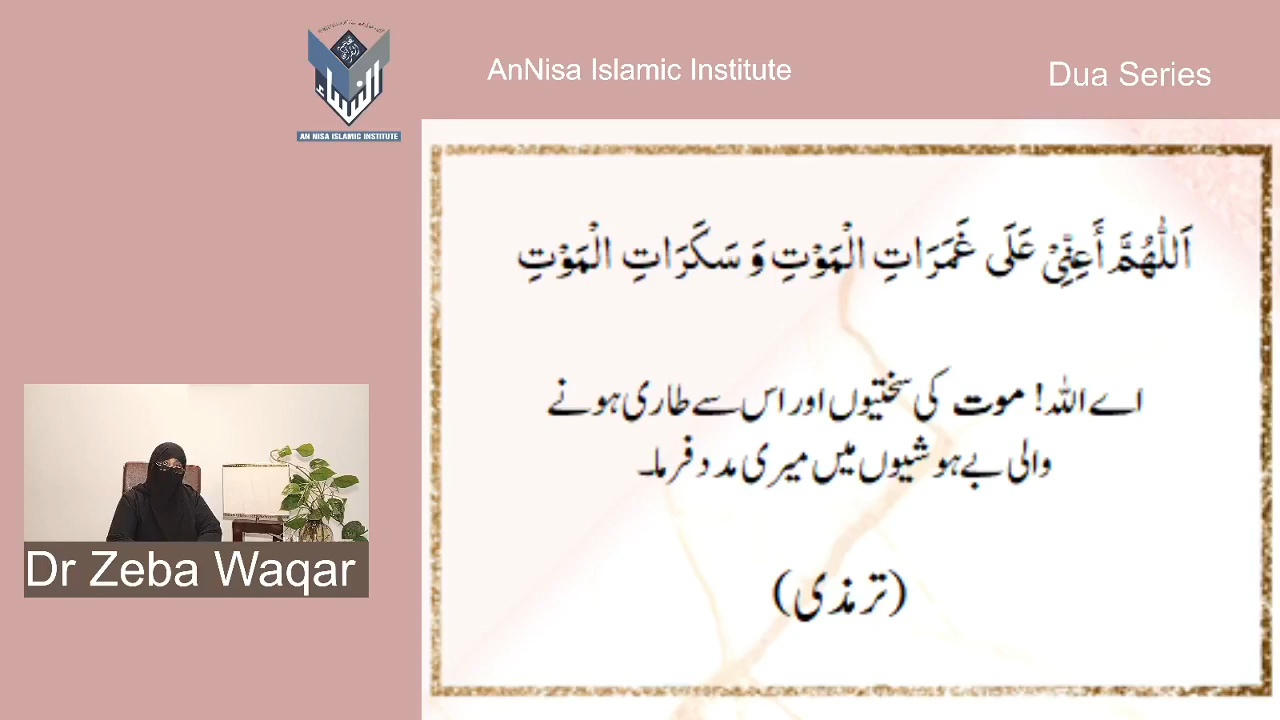 AnNisa Islamic Institute
Dua Series
النساء
AN NISA ISLAMIC INSTITUTE
اَللّٰهُمَّ أَعِنِّىْ عَلَى غَمَرَاتِ الْمَوْتِ وَ سَكَرَاتِ الْمَوْتِ
اے اللہ! موت کی سختیوں اور اس سے طاری ہونے
والی بے ہوشیوں میں میری مدد فرما۔
(ترمذی)
Dr Zeba Waqar